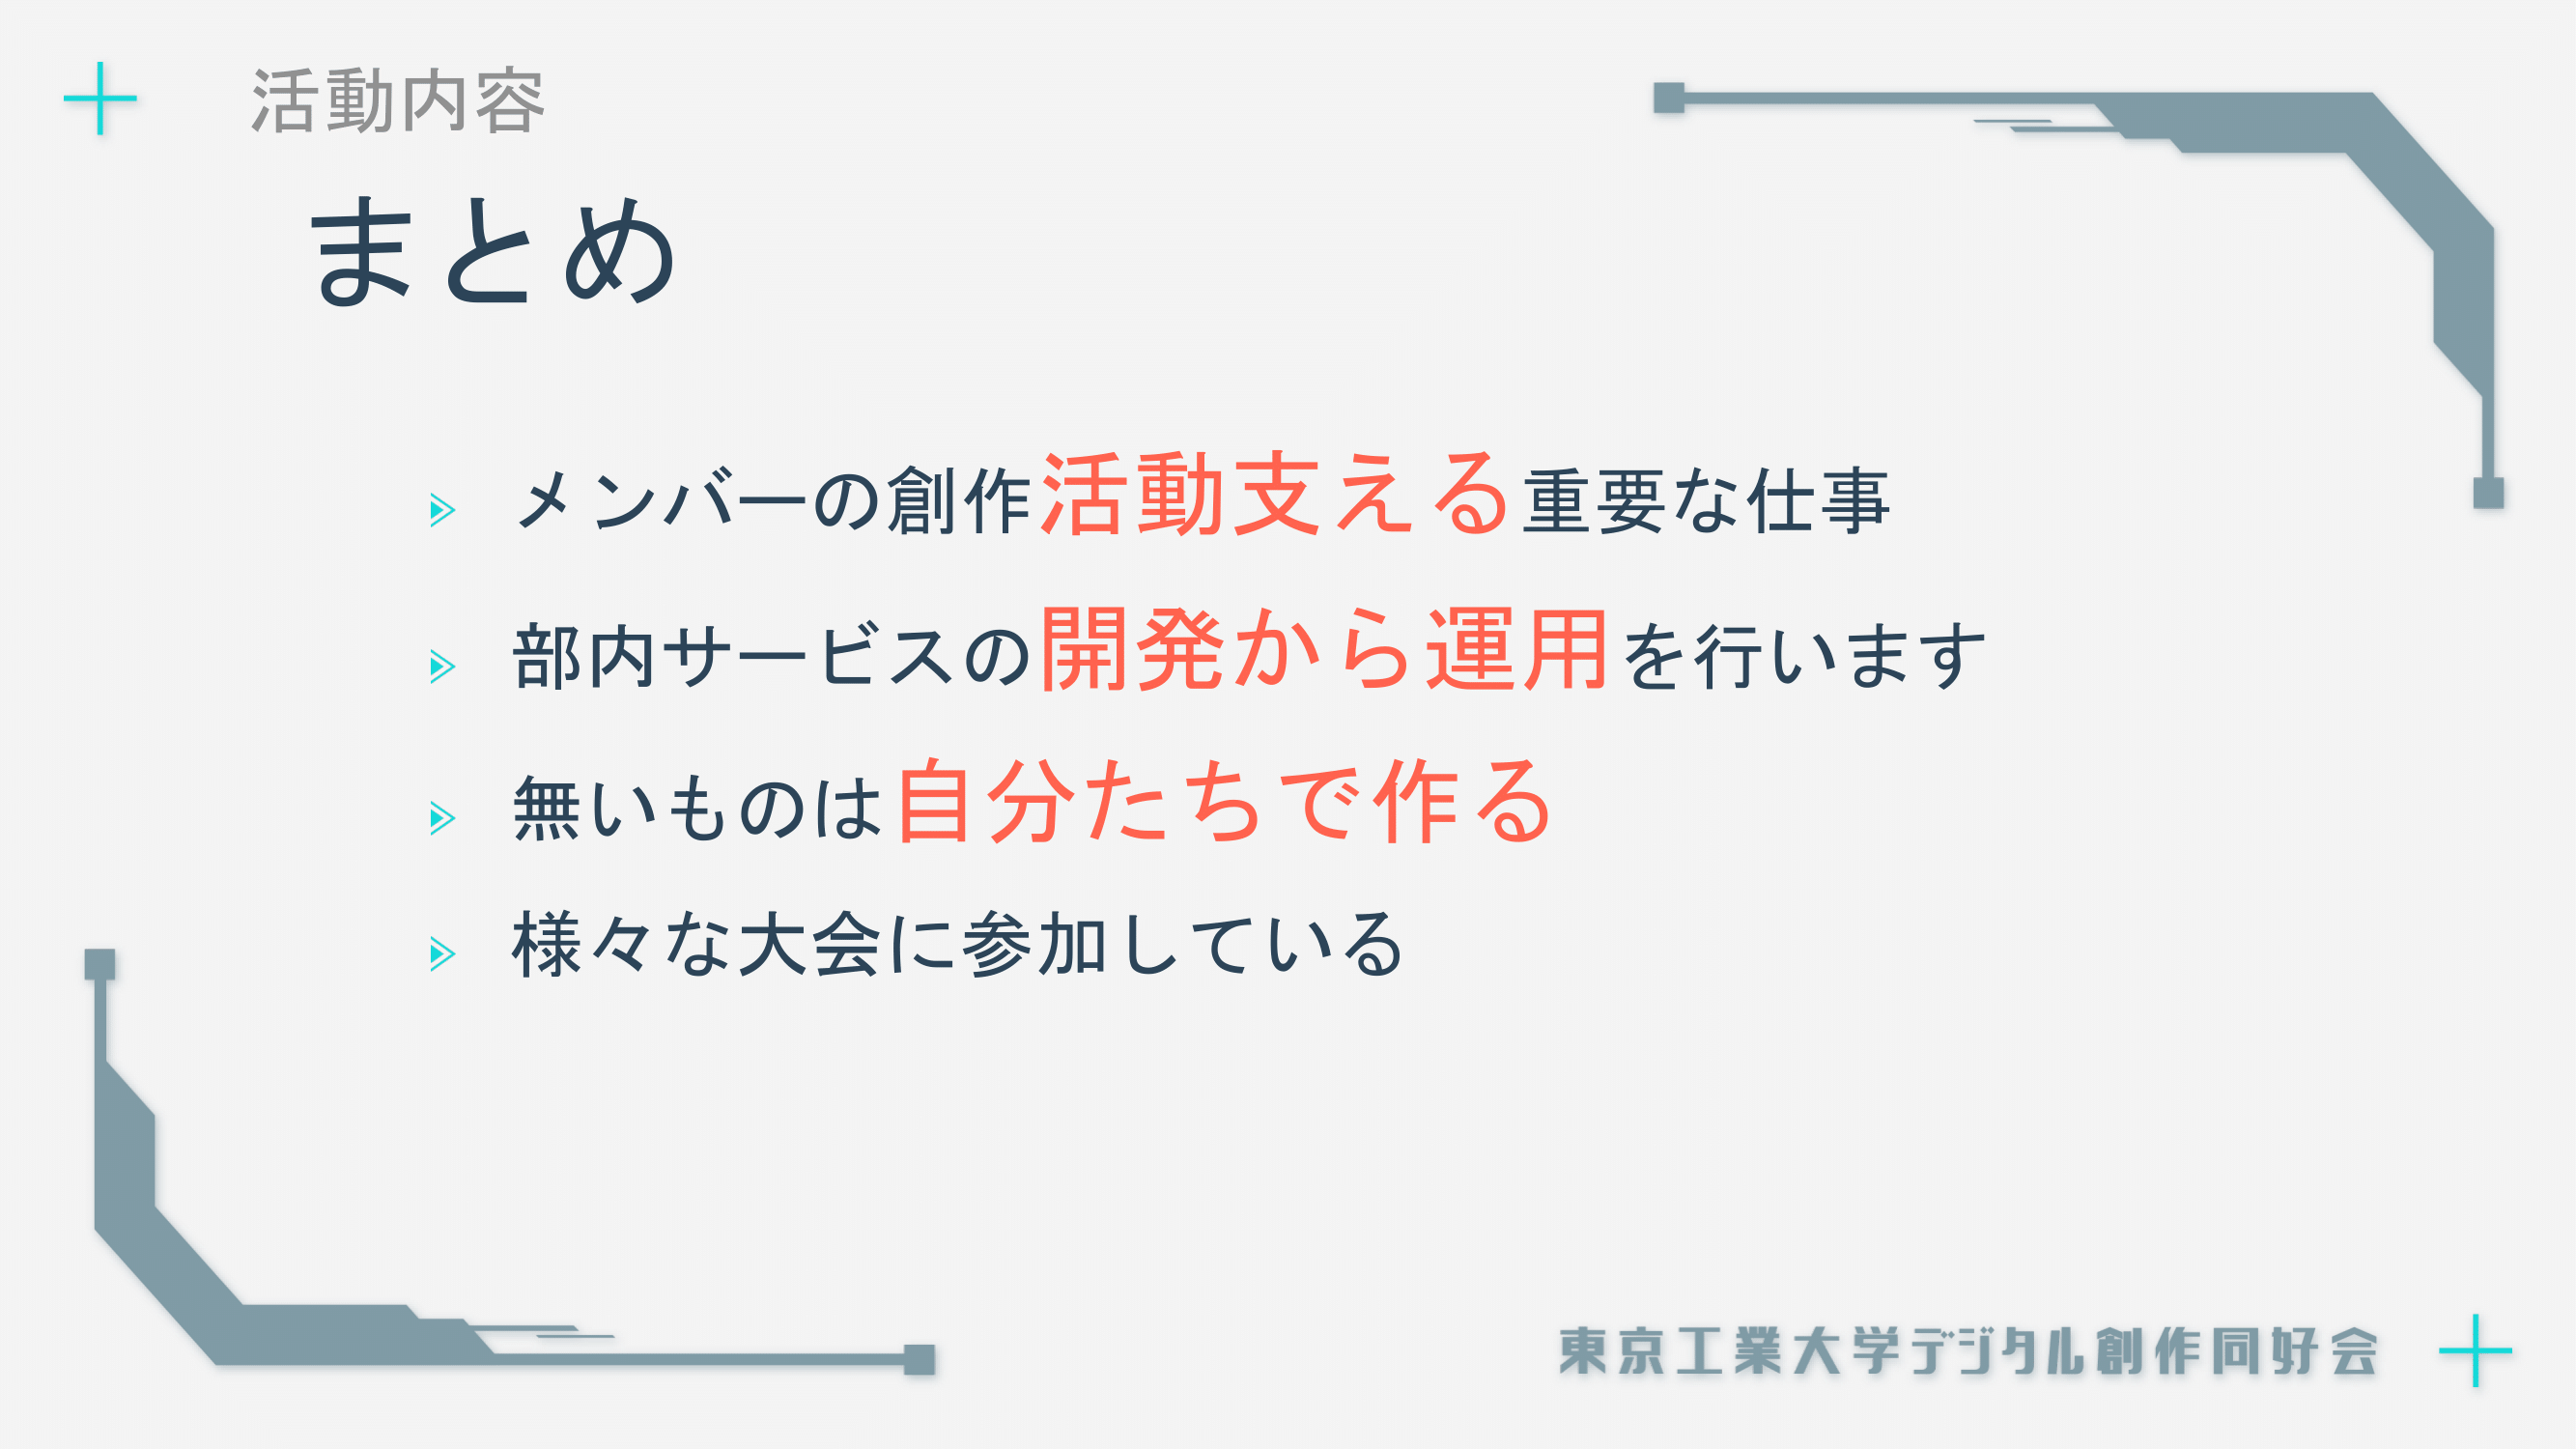 活動内容
まとめ
メンバーの創作活動支える重要な仕事
部内サービスの開発から運用を行います
無いものは自分たちで作る
様々な大会に参加している
東京工業大学デジタル創作同好会